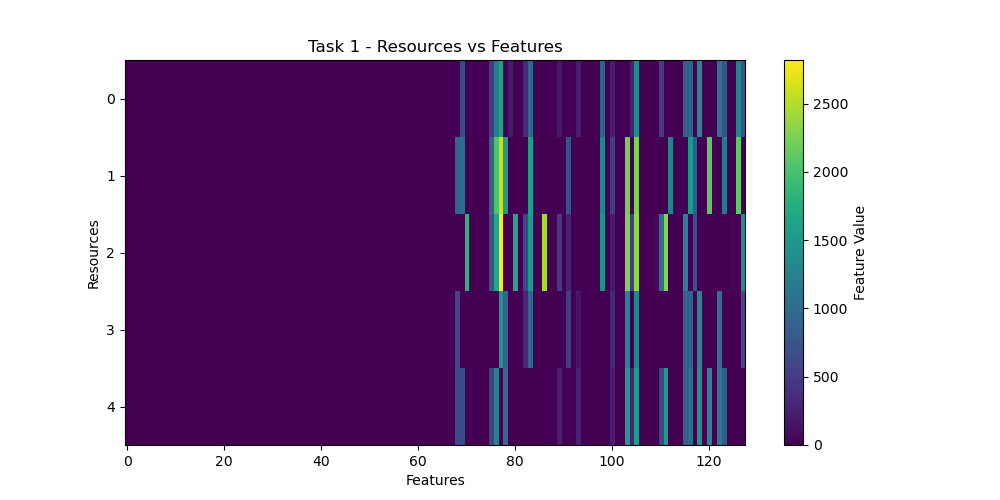 Task 1 - Resources vs Features
Resources
0
1
2
3
4
0 20 40 60 80 100 120
Features
2500
2000
1500
1000
500
0
Feature Value